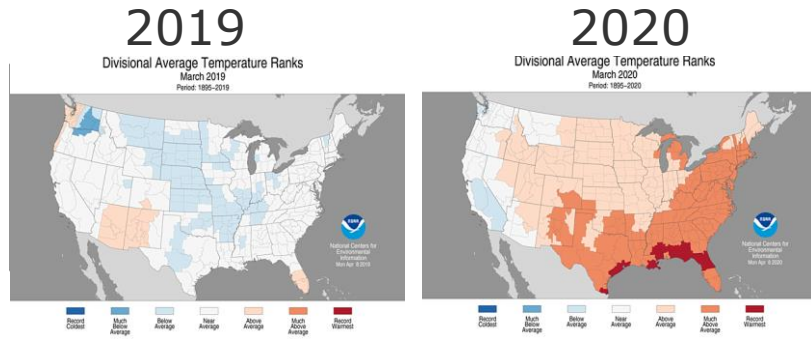 2019
Divisional Average Temperature Ranks
March 2019
Period: 1895–2019
National Centers for
Environmental
Information
Record
Coldest
Much
Below
Average
Below
Average
Near
Average
Above
Average
Much
Above
Average
Record
Warmest
2020
Divisional Average Temperature Ranks
March 2020
Period: 1895–2020
National Centers for
Environmental
Information
Record
Coldest
Much
Below
Average
Below
Average
Near
Average
Above
Average
Much
Above
Average
Record
Warmest